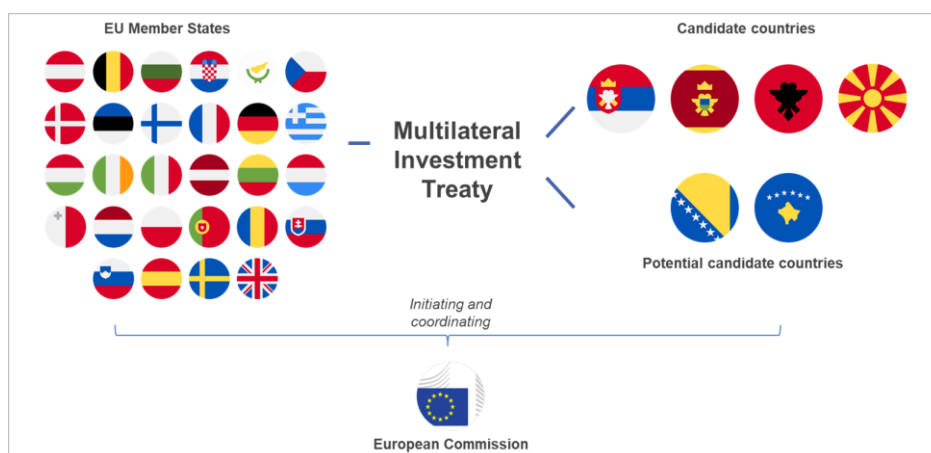 EU Member States
Candidate countries
Multilateral
Investment
Treaty
Potential candidate countries
Initiating and
coordinating
European Commission